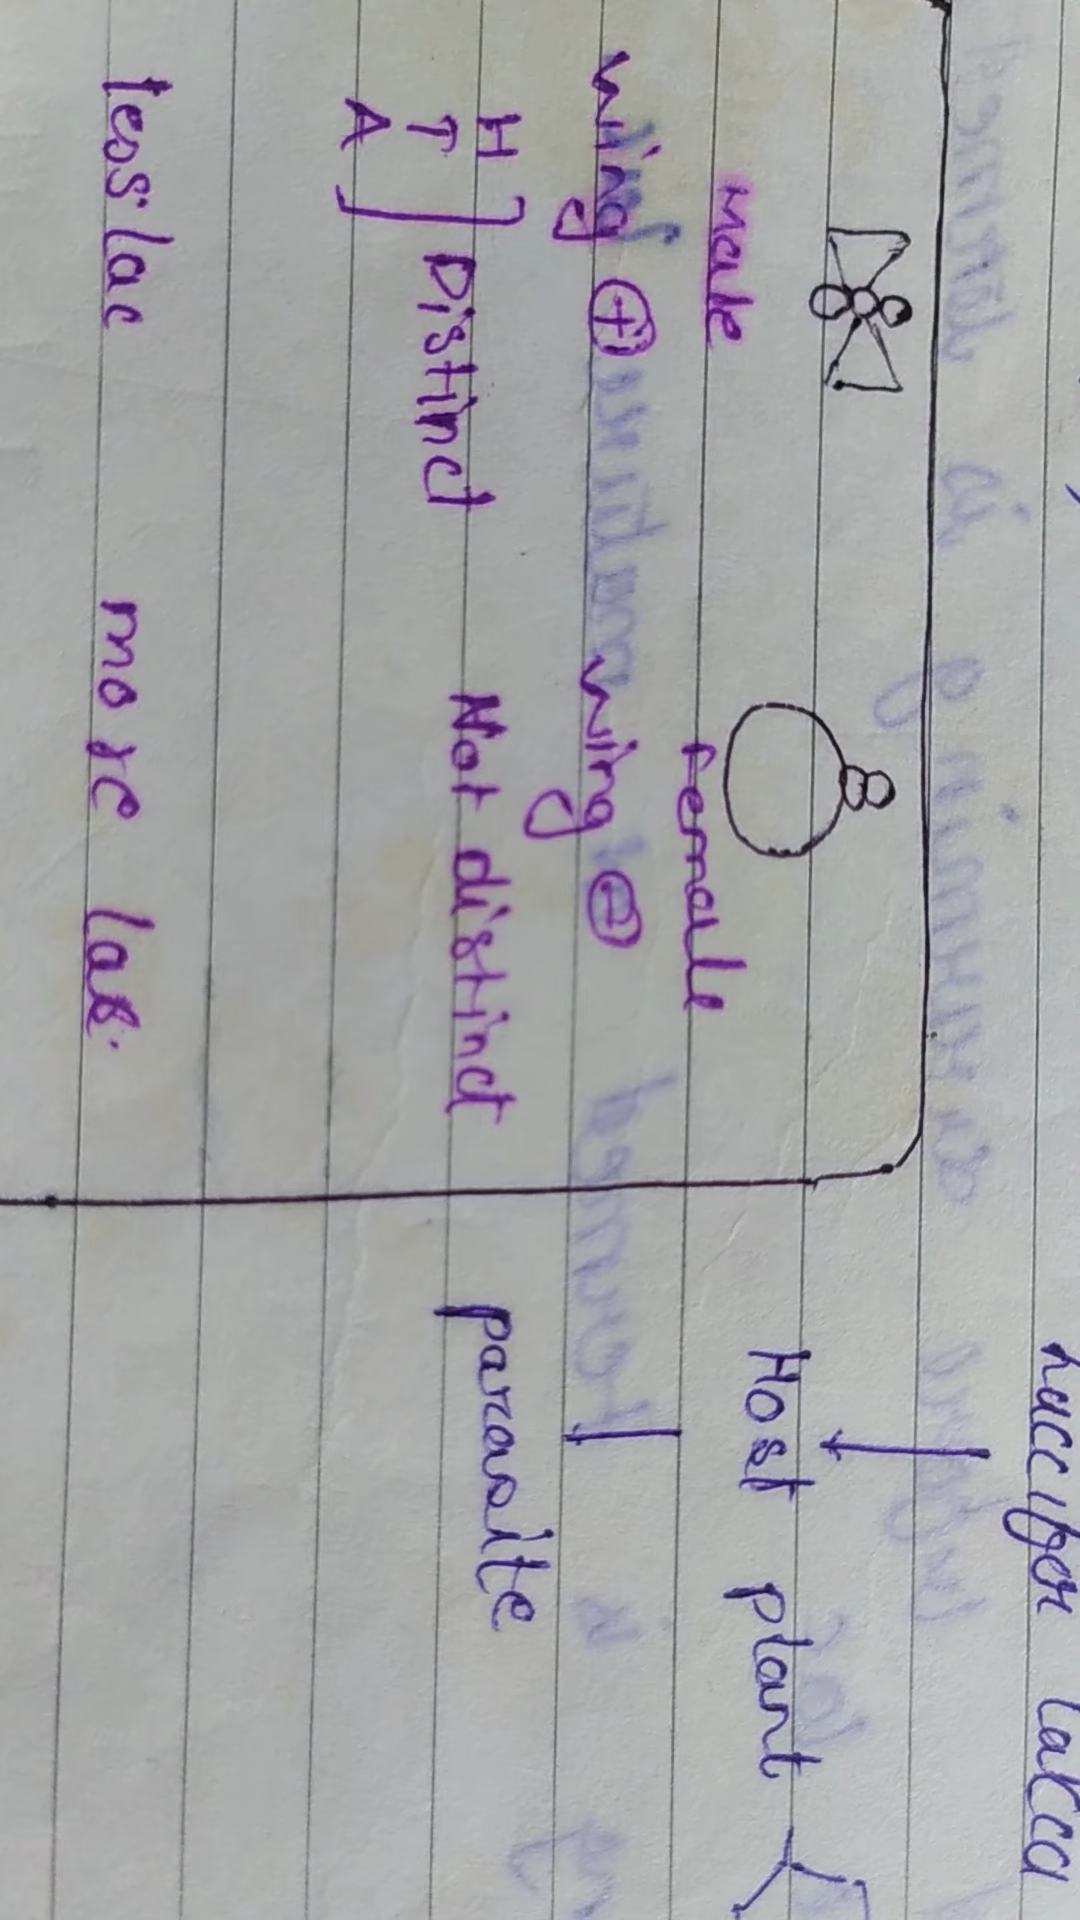 Laccifer lacca
Host plant
parasite
Male Female
Wing ⊕ Wing ⊖
H
T
A
Distinct Not distinct
less lac more lac.